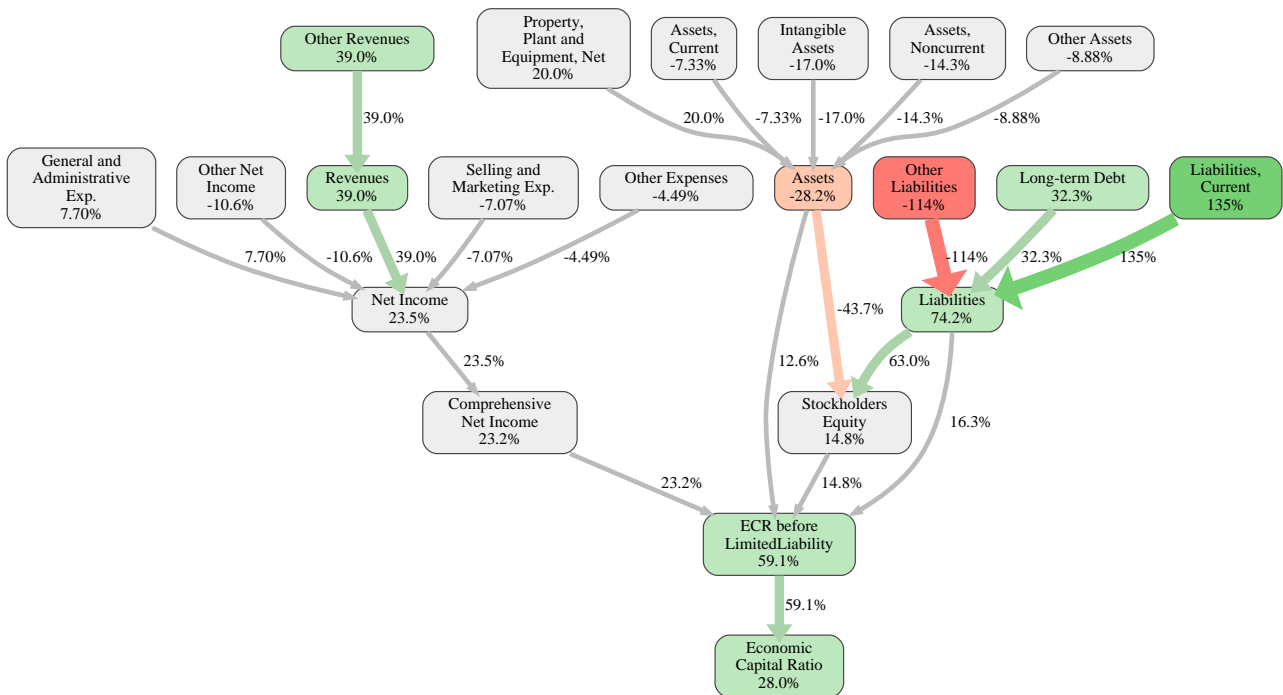 Other Revenues
39.0%
Property,
Plant and
Equipment, Net
20.0%
Assets,
Current
-7.33%
Intangible
Assets
-17.0%
Assets,
Noncurrent
-14.3%
Other Assets
-8.88%
39.0%
20.0%
-7.33%
-17.0%
-14.3%
-8.88%
General and
Administrative
Exp.
7.70%
Other Net
Income
-10.6%
Revenues
39.0%
Selling and
Marketing Exp.
-7.07%
Other Expenses
-4.49%
Assets
-28.2%
Other
Liabilities
-114%
Long-term Debt
32.3%
Liabilities,
Current
135%
7.70%
-10.6%
39.0%
-7.07%
-4.49%
-114%
32.3%
135%
Net Income
23.5%
Liabilities
74.2%
-43.7%
23.5%
12.6%
63.0%
16.3%
Comprehensive
Net Income
23.2%
Stockholders
Equity
14.8%
23.2%
14.8%
ECR before
LimitedLiability
59.1%
59.1%
Economic
Capital Ratio
28.0%